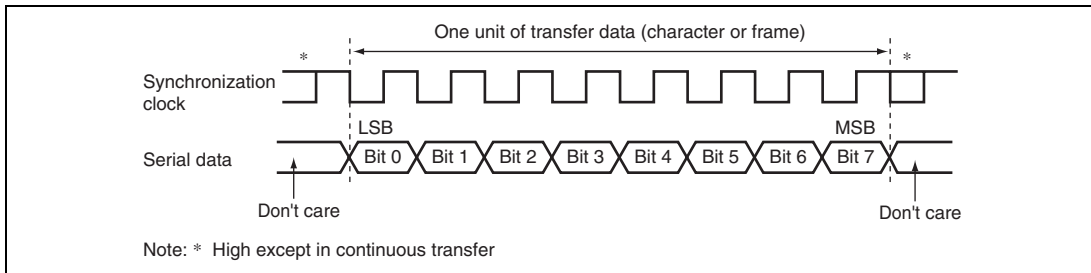 One unit of transfer data (character or frame)
* *
Synchronization
clock
LSB MSB
Serial data Bit 0 Bit 1 Bit 2 Bit 3 Bit 4 Bit 5 Bit 6 Bit 7
Don't care Don't care
Note: * High except in continuous transfer